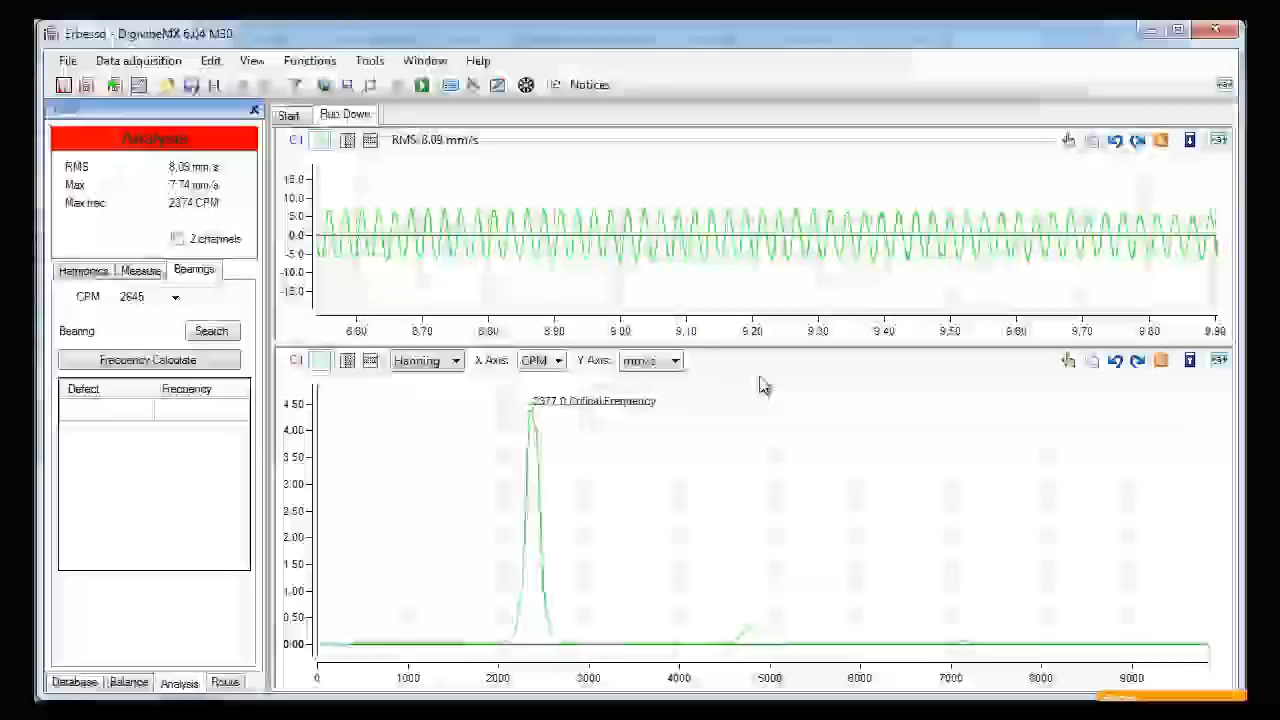 Erbessd - DigivibeMX 6.04 M30
File Data adquisition Edit View Functions Tools Window Help
Notices
Start Run Down
Analysis
RMS 8.09 mm/s
RMS 8.09 mm/s
Max 7.74 mm/s
Max frec 2374 CPM
2 channels
15.0
10.0
5.0
0.0
-5.0
-10.0
-15.0
8.70 8.80 8.90 9.00 9.10 9.20 9.30 9.40 9.50 9.60 9.70 9.80 9.90
Harmonics Measure Bearings
CPM 2645
Bearing Search
Frequency Calculate
Defect Frecuency
Hanning X Axis: CPM Y Axis: mm/s
2377.0 Critical Frequency
4.50
4.00
3.50
3.00
2.50
2.00
1.50
1.00
0.50
0.00
0 1000 2000 3000 4000 5000 6000 7000 8000 9000
Database Balance Analysis Route